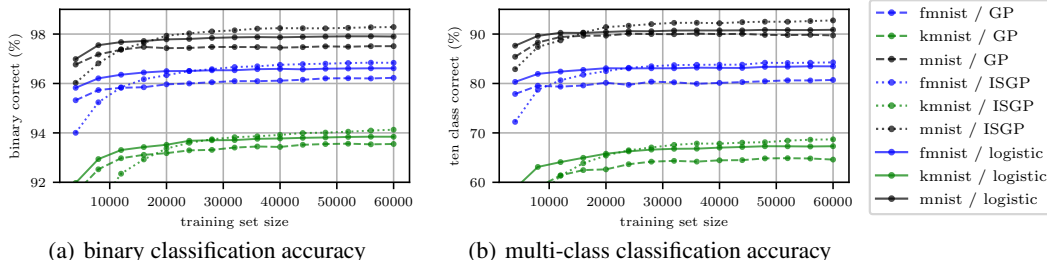 98
96
94
92
binary correct (%)
10000 20000 30000 40000 50000 60000
training set size
(a) binary classification accuracy
100
90
80
70
60
ten class correct (%)
10000 20000 30000 40000 50000 60000
training set size
(b) multi-class classification accuracy
fmnist / GP
kmnist / GP
mnist / GP
fmnist / ISGP
kmnist / ISGP
mnist / ISGP
fmnist / logistic
kmnist / logistic
mnist / logistic